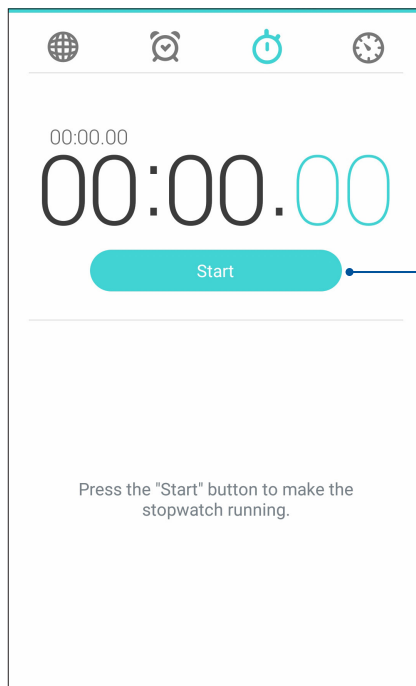 00:00.00
00:00.00
Start
Press the "Start" button to make the
stopwatch running.